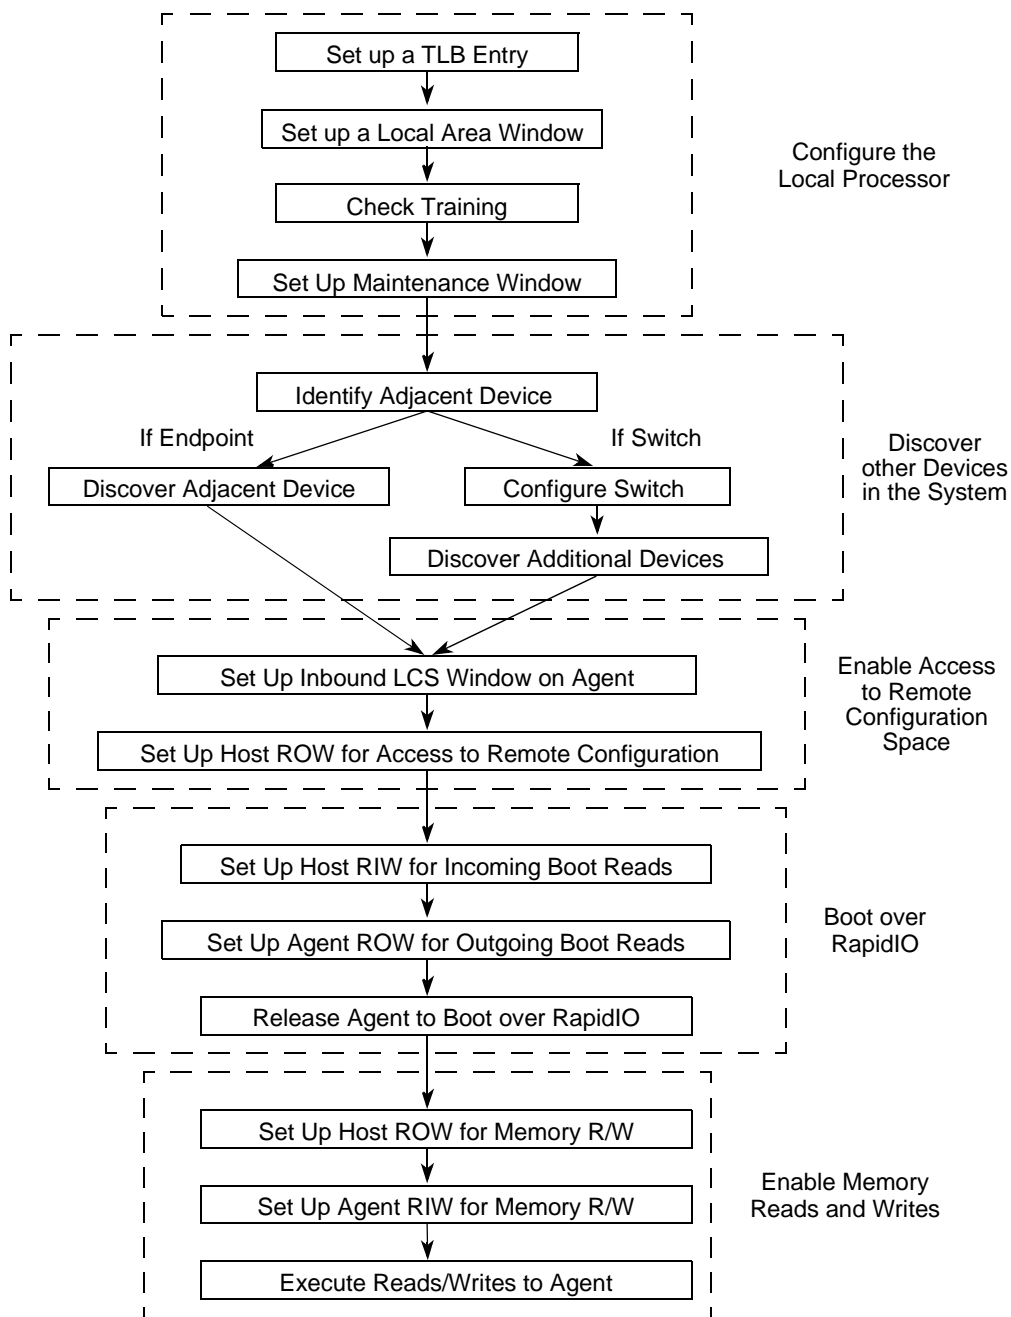 Set up a TLB Entry
Set up a Local Area Window
Configure the
Local Processor
Check Training
Set Up Maintenance Window
Identify Adjacent Device
If Endpoint
If Switch
Discover
other Devices
in the System
Discover Adjacent Device
Configure Switch
Discover Additional Devices
Set Up Inbound LCS Window on Agent
Enable Access
to Remote
Configuration
Space
Set Up Host ROW for Access to Remote Configuration
Set Up Host RIW for Incoming Boot Reads
Set Up Agent ROW for Outgoing Boot Reads
Boot over
RapidIO
Release Agent to Boot over RapidIO
Set Up Host ROW for Memory R/W
Set Up Agent RIW for Memory R/W
Enable Memory
Reads and Writes
Execute Reads/Writes to Agent